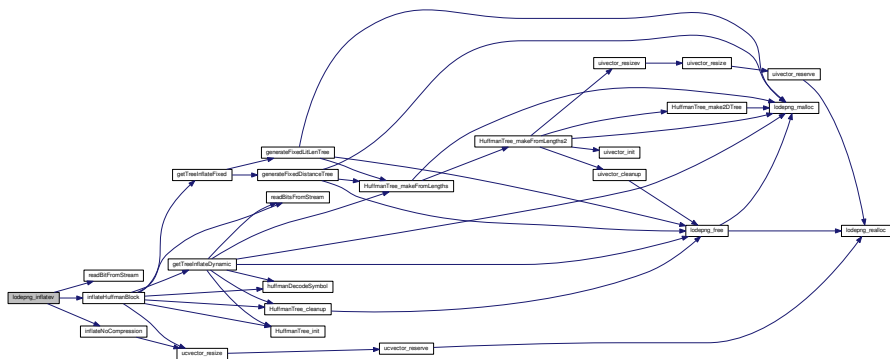 lodepng_inflatev
readBitFromStream
inflateHuffmanBlock
inflateNoCompression
getTreeInflateFixed
getTreeInflateDynamic
ucvector_resize
generateFixedLitLenTree
generateFixedDistanceTree
readBitsFromStream
huffmanDecodeSymbol
HuffmanTree_cleanup
HuffmanTree_init
HuffmanTree_makeFromLengths
ucvector_reserve
HuffmanTree_makeFromLengths2
uivector_resizev
uivector_init
uivector_cleanup
uivector_resize
HuffmanTree_make2DTree
lodepng_free
uivector_reserve
lodepng_malloc
lodepng_realloc